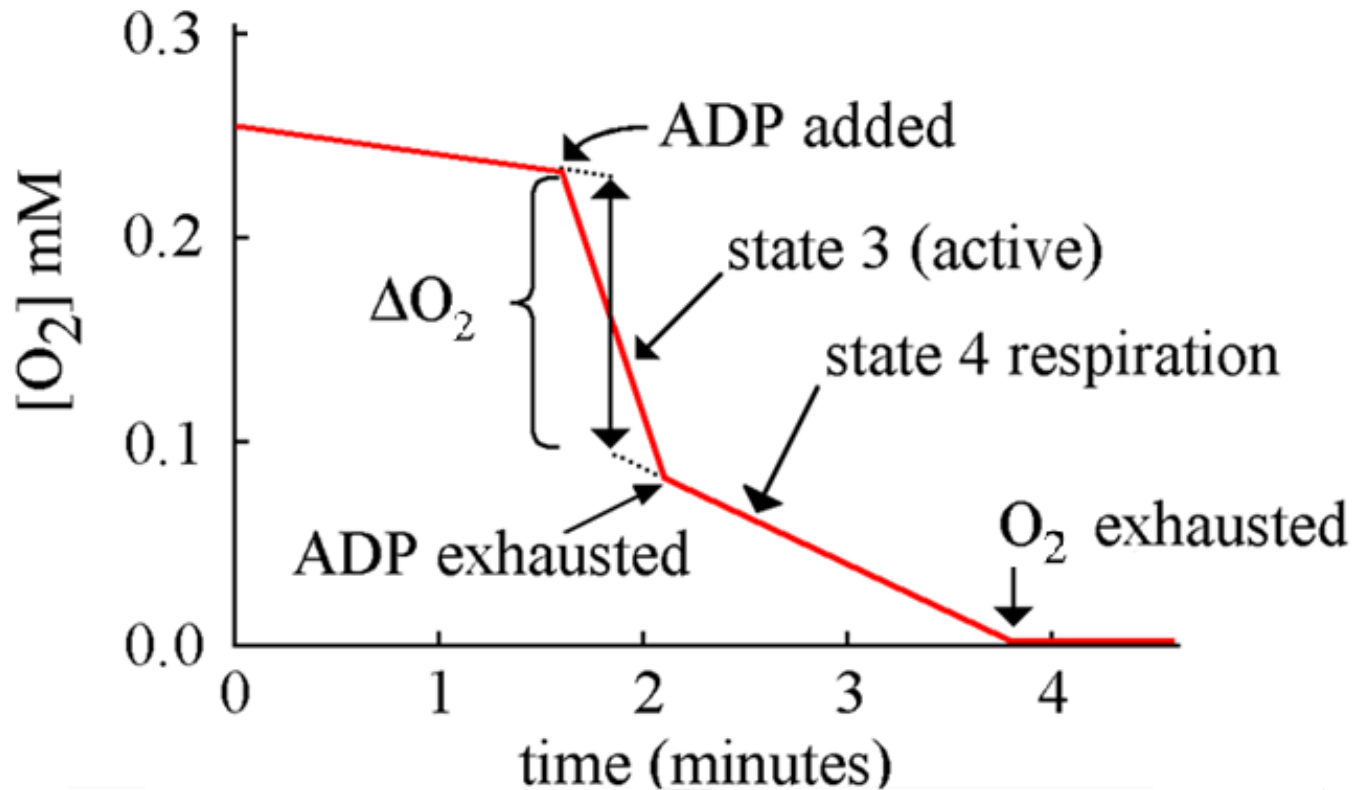 0.3
ADP added
[O₂] mM
0.2
state 3 (active)
ΔO₂
state 4 respiration
0.1
ADP exhausted
O₂ exhausted
0.0
0 1 2 3 4
time (minutes)